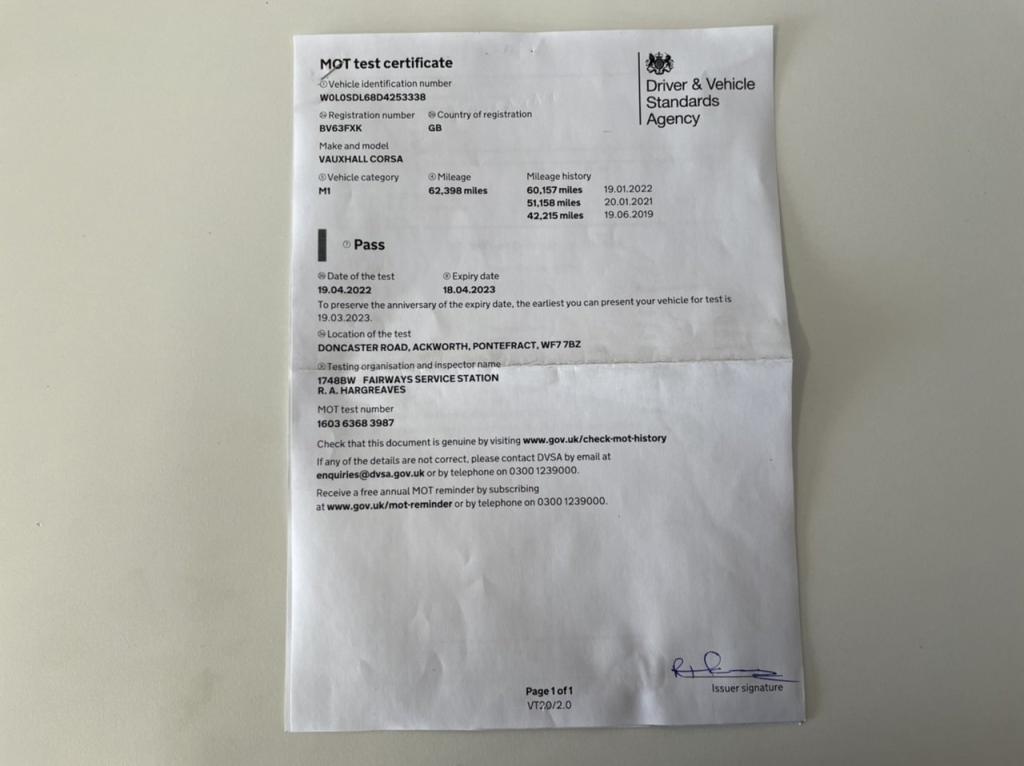 MOT test certificate
Driver & Vehicle
Standards
Agency
Vehicle identification number
W0L0SDL68D4253338
Registration number Country of registration
BV63FXK GB
Make and model
VAUXHALL CORSA
Vehicle category Mileage Mileage history
M1 62,398 miles 60,157 miles 19.01.2022
51,158 miles 20.01.2021
42,215 miles 19.06.2019
Pass
Date of the test Expiry date
19.04.2022 18.04.2023
To preserve the anniversary of the expiry date, the earliest you can present your vehicle for test is
19.03.2023.
Location of the test
DONCASTER ROAD, ACKWORTH, PONTEFRACT, WF7 7BZ
Testing organisation and inspector name
1748BW FAIRWAYS SERVICE STATION
R. A. HARGREAVES
MOT test number
1603 6368 3987
Check that this document is genuine by visiting www.gov.uk/check-mot-history
If any of the details are not correct, please contact DVSA by email at
enquiries@dvsa.gov.uk or by telephone on 0300 1239000.
Receive a free annual MOT reminder by subscribing
at www.gov.uk/mot-reminder or by telephone on 0300 1239000.
Issuer signature
Page 1 of 1
VT20/2.0